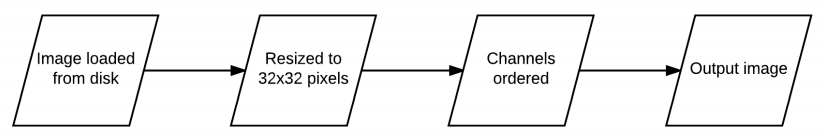 Image loaded
from disk
Resized to
32x32 pixels
Channels
ordered
Output image